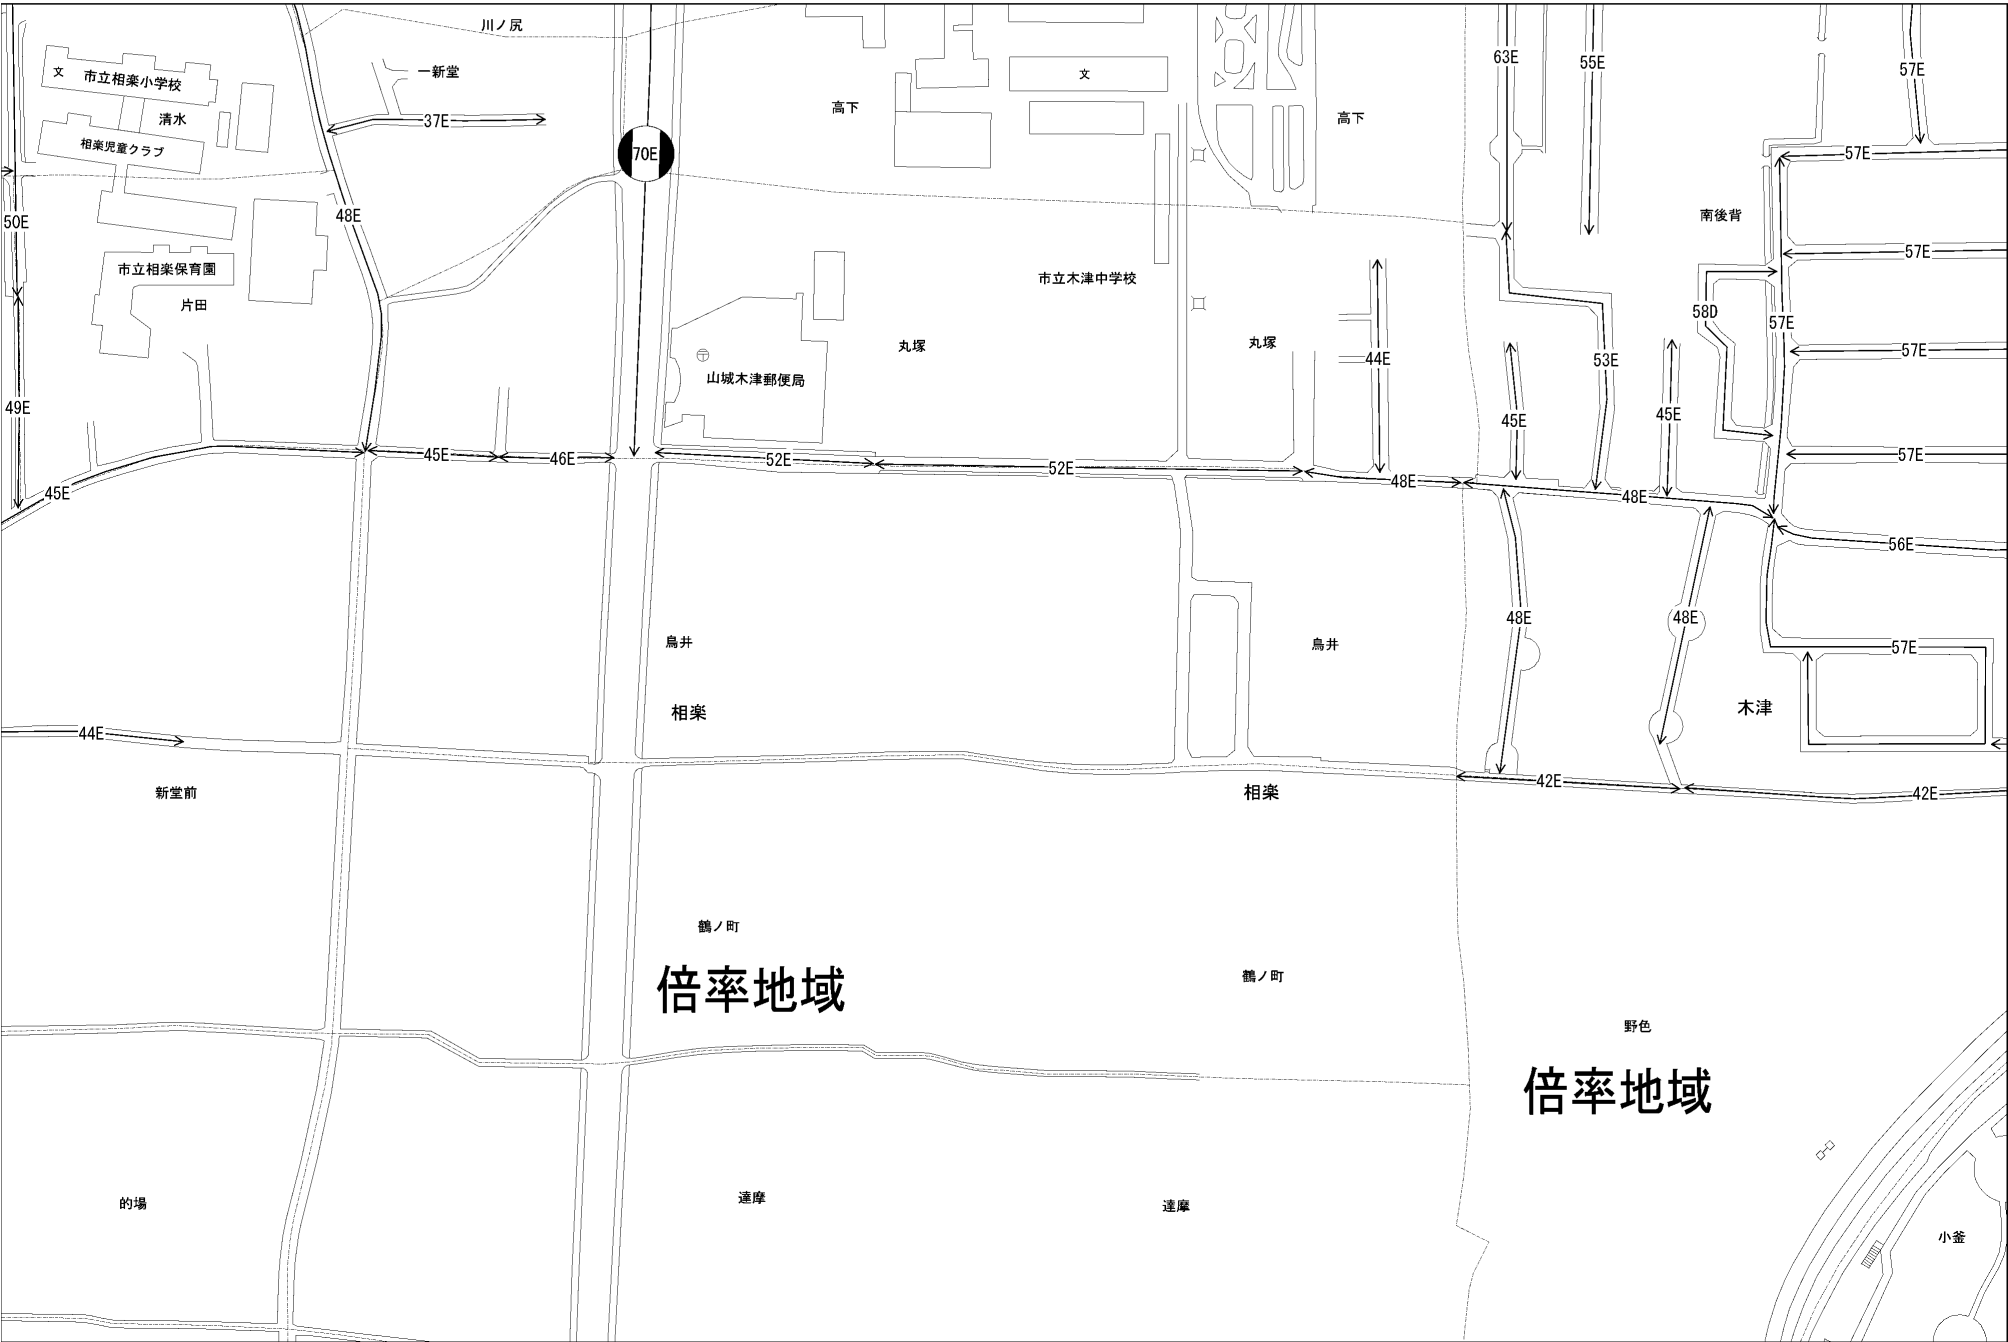 川ノ尻
63E
55E
57E
文
市立相楽小学校
一新堂
文
清水
37E
高下
高下
相楽児童クラブ
70E
57E
50E
48E
南後背
57E
市立相楽保育園
市立木津中学校
片田
58D
57E
丸塚
丸塚
44E
53E
57E
山城木津郵便局
49E
45E
45E
45E
46E
52E
52E
57E
45E
48E
48E
56E
48E
48E
鳥井
鳥井
57E
相楽
木津
44E
新堂前
相楽
42E
42E
鶴ノ町
倍率地域
鶴ノ町
野色
倍率地域
的場
達摩
達摩
小釜